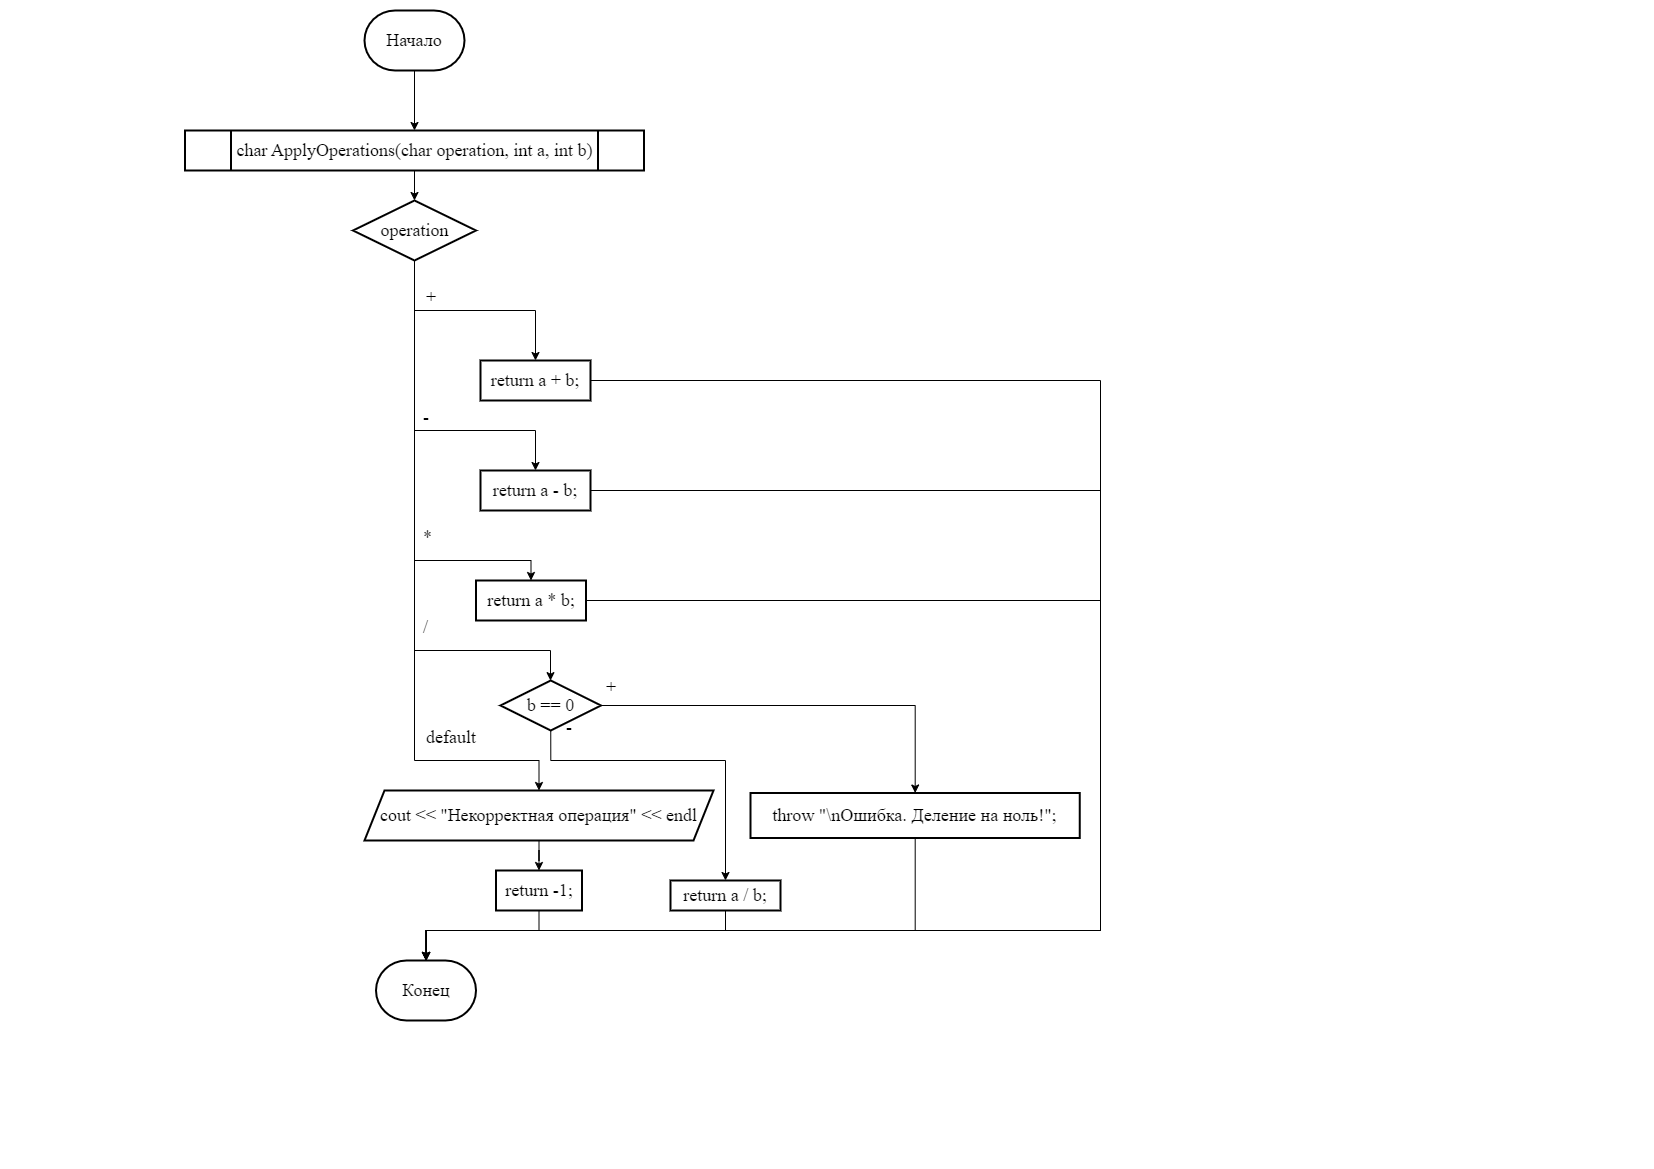 Начало
char ApplyOperations(char operation, int a, int b)
operation
+
return a + b;
-
return a - b;
*
return a * b;
/
+
b == 0
-
default
cout << "Некорректная операция" << endl
throw "\nОшибка. Деление на ноль!";
return -1;
return a / b;
Конец